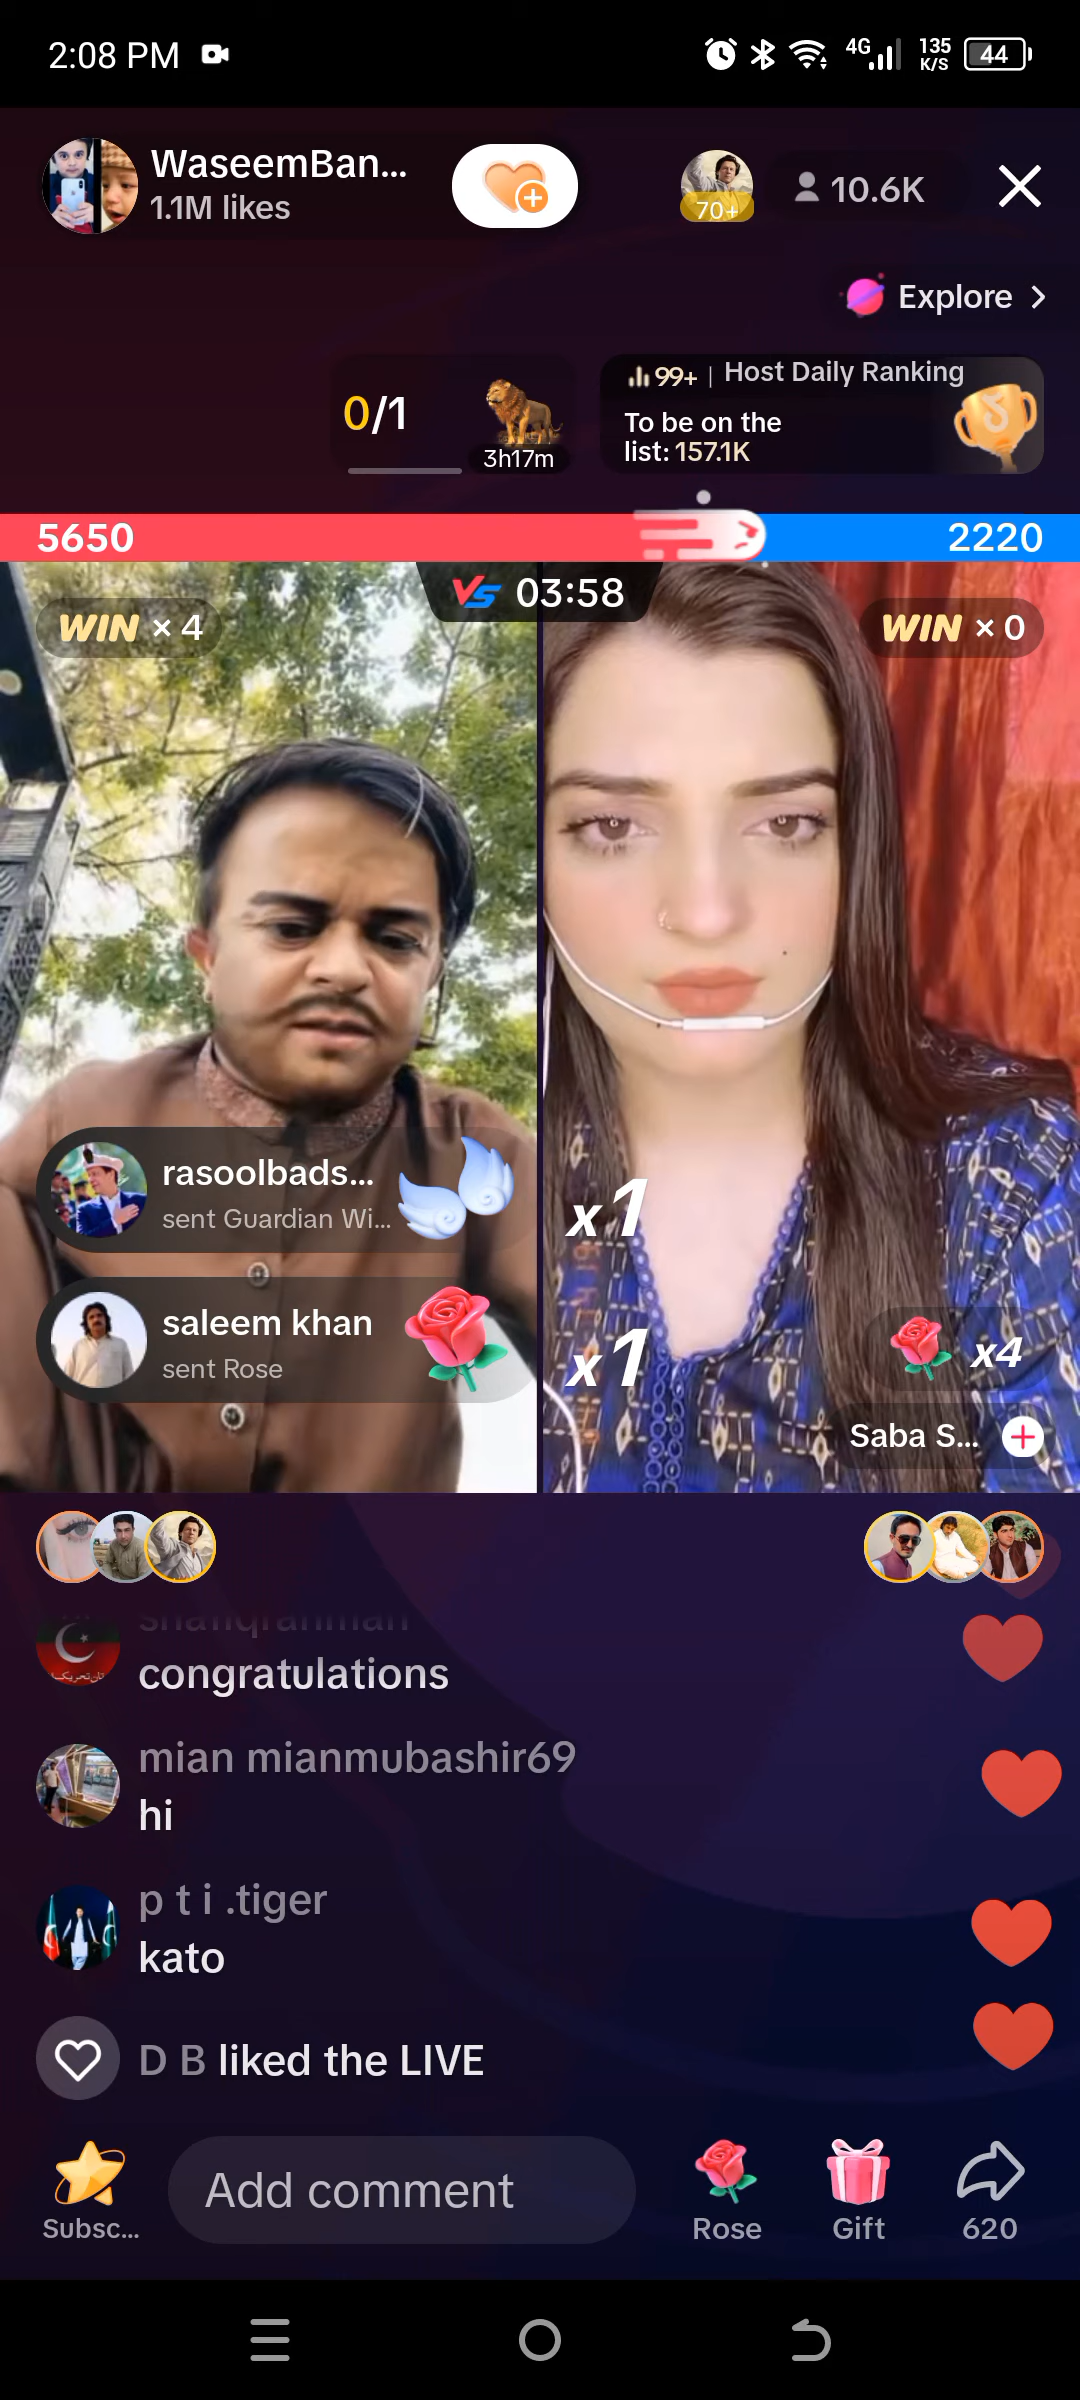 2:08 PM
4G
135
K/S
44
WaseemBan...
1.1M likes
70+
10.6K
Explore
0/1
3h17m
99+ | Host Daily Ranking
To be on the
list: 157.1K
5650
2220
VS 03:58
WIN × 4
WIN × 0
rasoolbads...
sent Guardian Wi...
x1
saleem khan
sent Rose
x1
x4
Saba S...
shafiqrahman
congratulations
mian mianmubashir69
hi
p t i .tiger
kato
D B liked the LIVE
Subsc...
Add comment
Rose
Gift
620